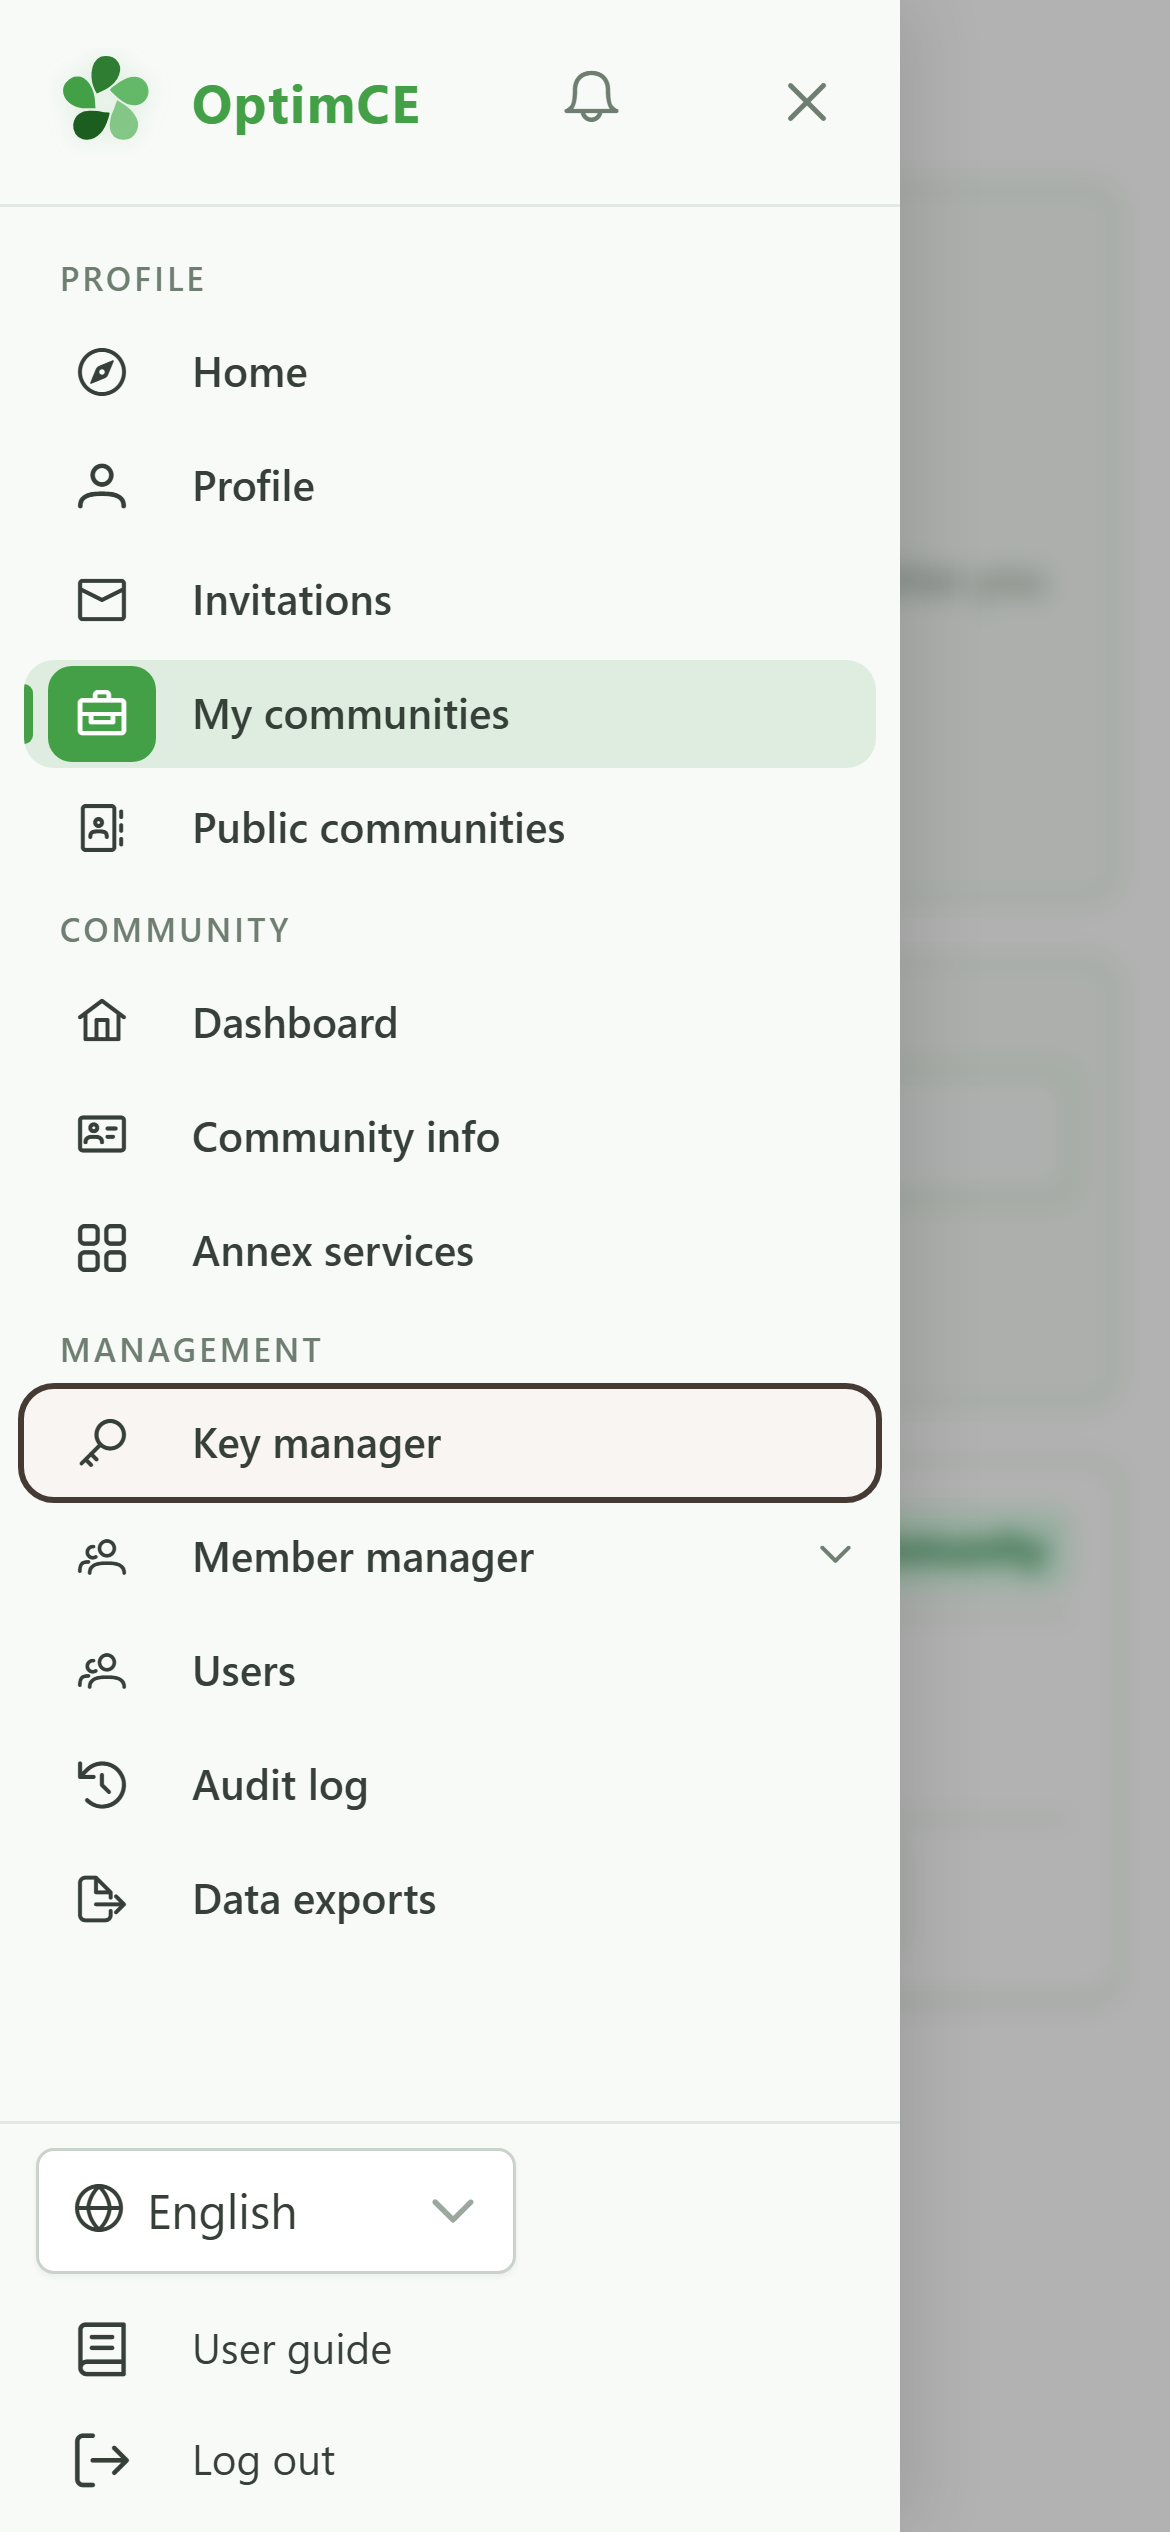 OptimCE
PROFILE
Home
Profile
Invitations
My communities
Public communities
COMMUNITY
Dashboard
Community info
Annex services
MANAGEMENT
Key manager
Member manager
Users
Audit log
Data exports
English
User guide
Log out